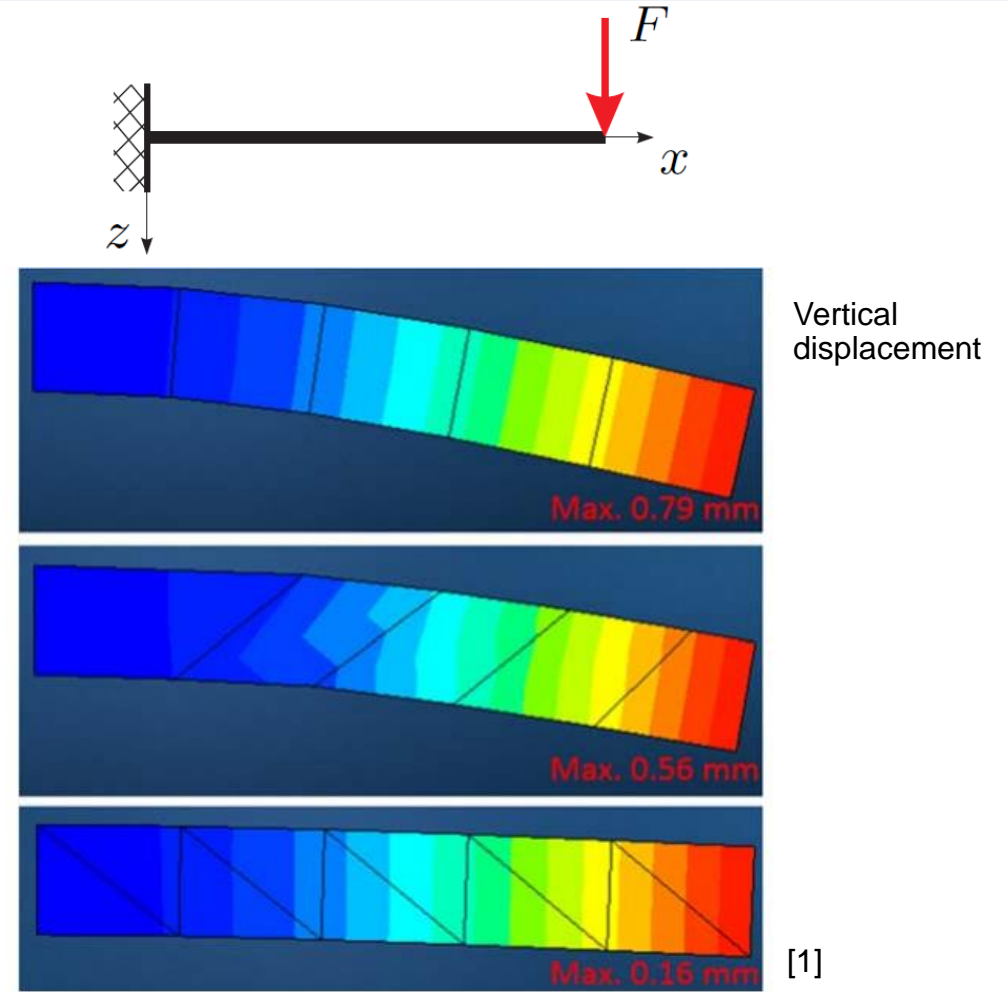 F
x
z
Vertical
displacement
Max. 0.79 mm
Max. 0.56 mm
Max. 0.16 mm
[1]